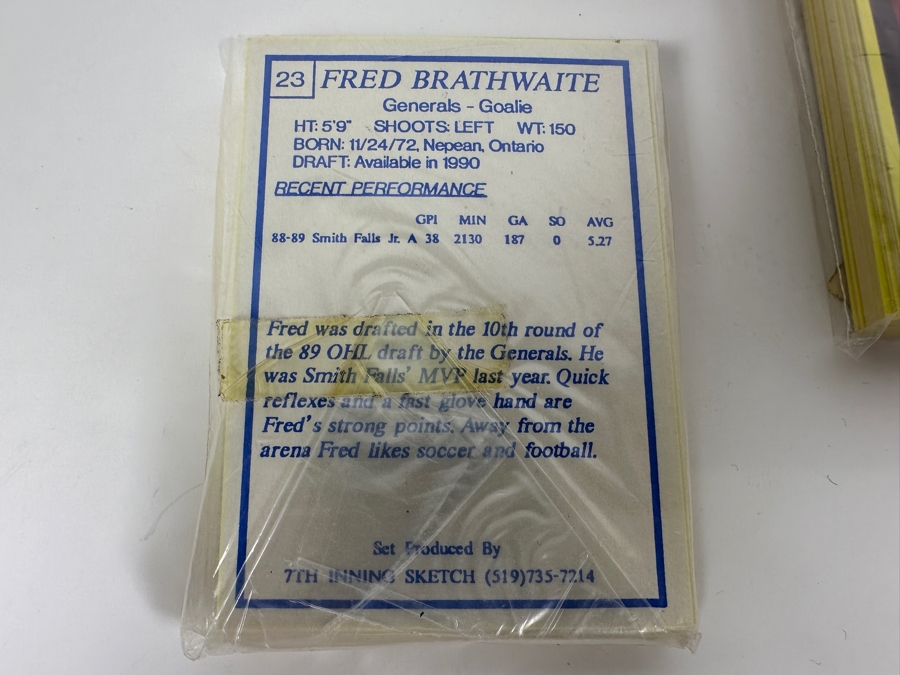 23 FRED BRATHWAITE
Generals - Goalie
HT: 5'9" SHOOTS: LEFT WT: 150
BORN: 11/24/72, Nepean, Ontario
DRAFT: Available in 1990
RECENT PERFORMANCE
GPI MIN GA SO AVG
88-89 Smith Falls Jr. A 38 2130 187 0 5.27
Fred was drafted in the 10th round of
the 89 OHL draft by the Generals. He
was Smith Falls' MVP last year. Quick
reflexes and a fast glove hand are
Fred's strong points. Away from the
arena Fred likes soccer and football.
Set Produced By
7TH INNING SKETCH (519)735-7214